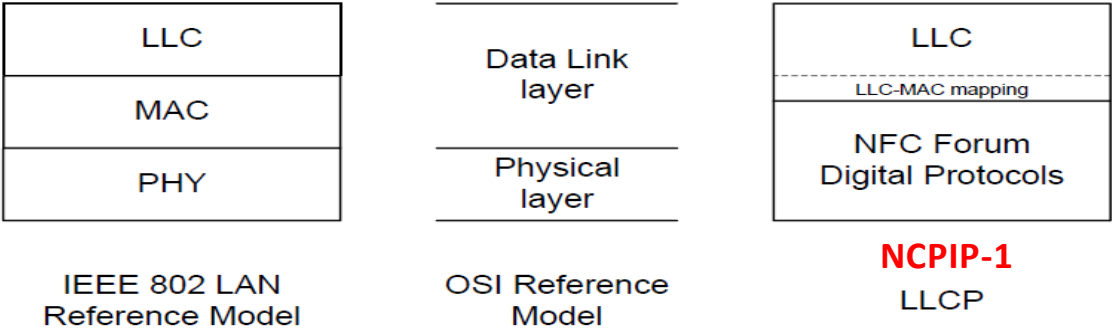 LLC
MAC
PHY
IEEE 802 LAN
Reference Model
Data Link
layer
Physical
layer
OSI Reference
Model
LLC
LLC-MAC mapping
NFC Forum
Digital Protocols
NCPIP-1
LLCP